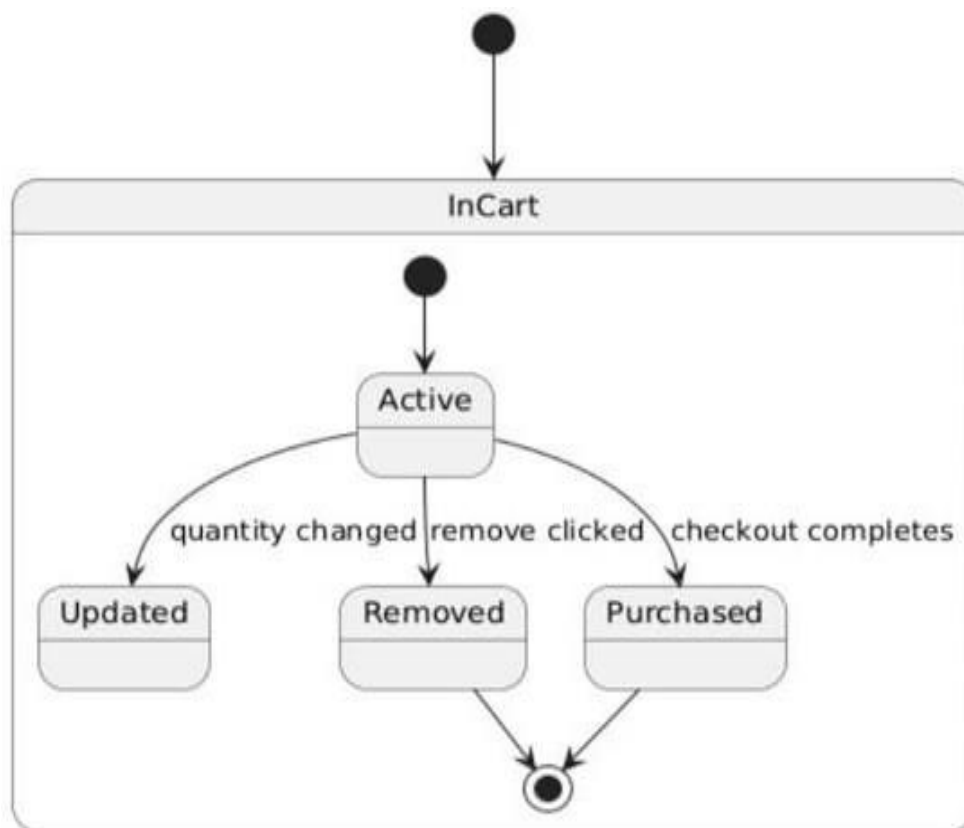 InCart
Active
quantity changed
remove clicked
checkout completes
Updated
Removed
Purchased